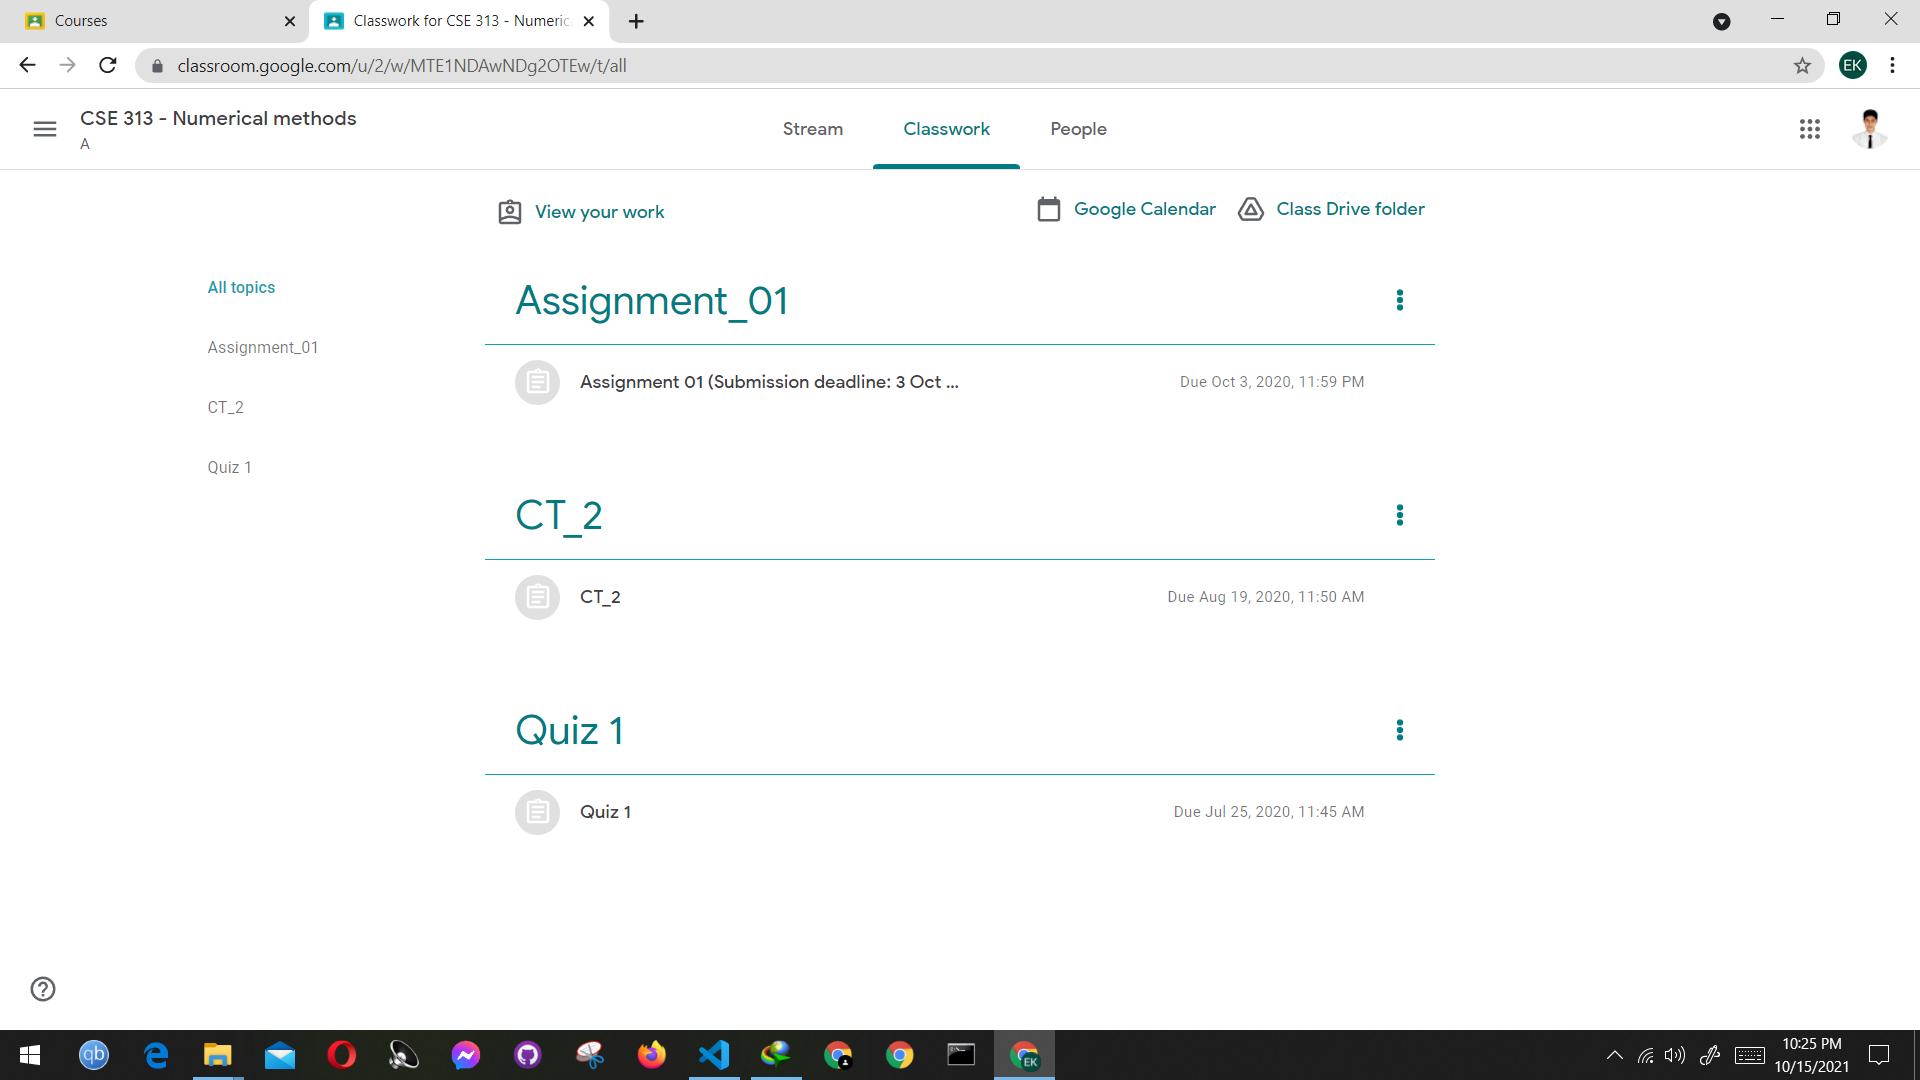 Courses
Classwork for CSE 313 - Numeric
classroom.google.com/u/2/w/MTE1NDAwNDg2OTEw/t/all
EK
CSE 313 - Numerical methods
A
Stream
Classwork
People
View your work
Google Calendar
Class Drive folder
All topics
Assignment_01
CT_2
Quiz 1
Assignment_01
Assignment 01 (Submission deadline: 3 Oct ...
Due Oct 3, 2020, 11:59 PM
CT_2
CT_2
Due Aug 19, 2020, 11:50 AM
Quiz 1
Quiz 1
Due Jul 25, 2020, 11:45 AM
qb
EK
10:25 PM
10/15/2021